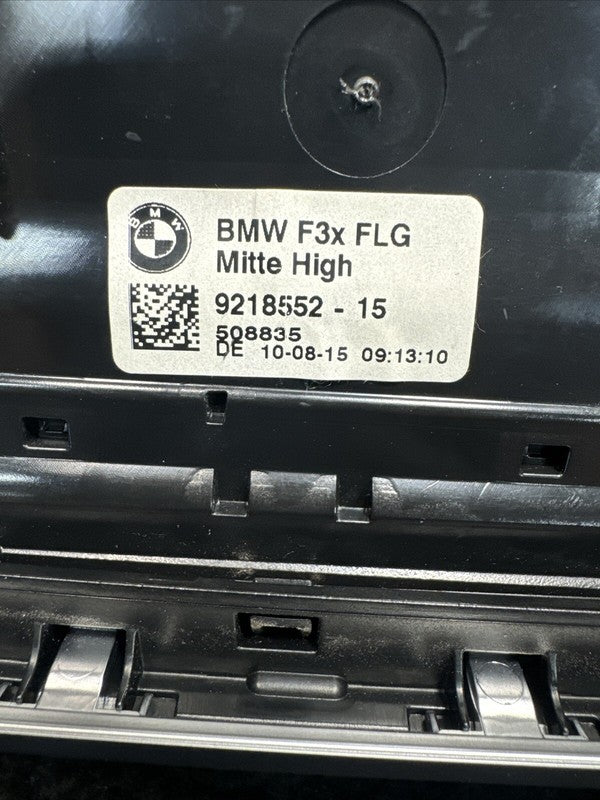 BMW
BMW F3x FLG
Mitte High
9218552 - 15
508835
DE 10-08-15 09:13:10